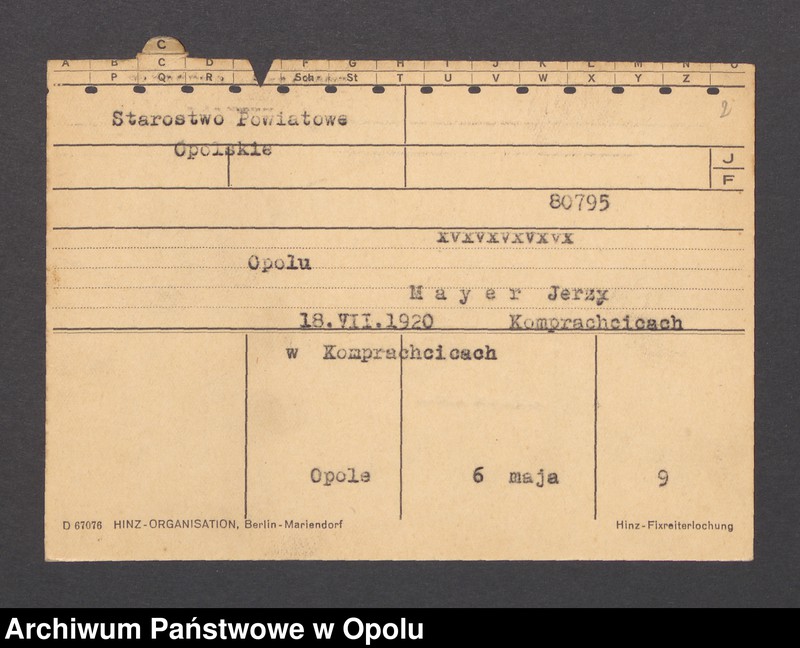 C
A B C D F G H I J K L M N O
P Q R Sch St T U V W X Y Z
2
Starostwo Powiatowe
Opolskie
J
F
80795
xvxvxvxvxvx
Opolu
M a y e r Jerzy
18.VII.1920 Komprachcicach
w Komprachcicach
Opole 6 maja 9
D 67076 HINZ-ORGANISATION, Berlin-Mariendorf Hinz-Fixreiterlochung
Archiwum Państwowe w Opolu